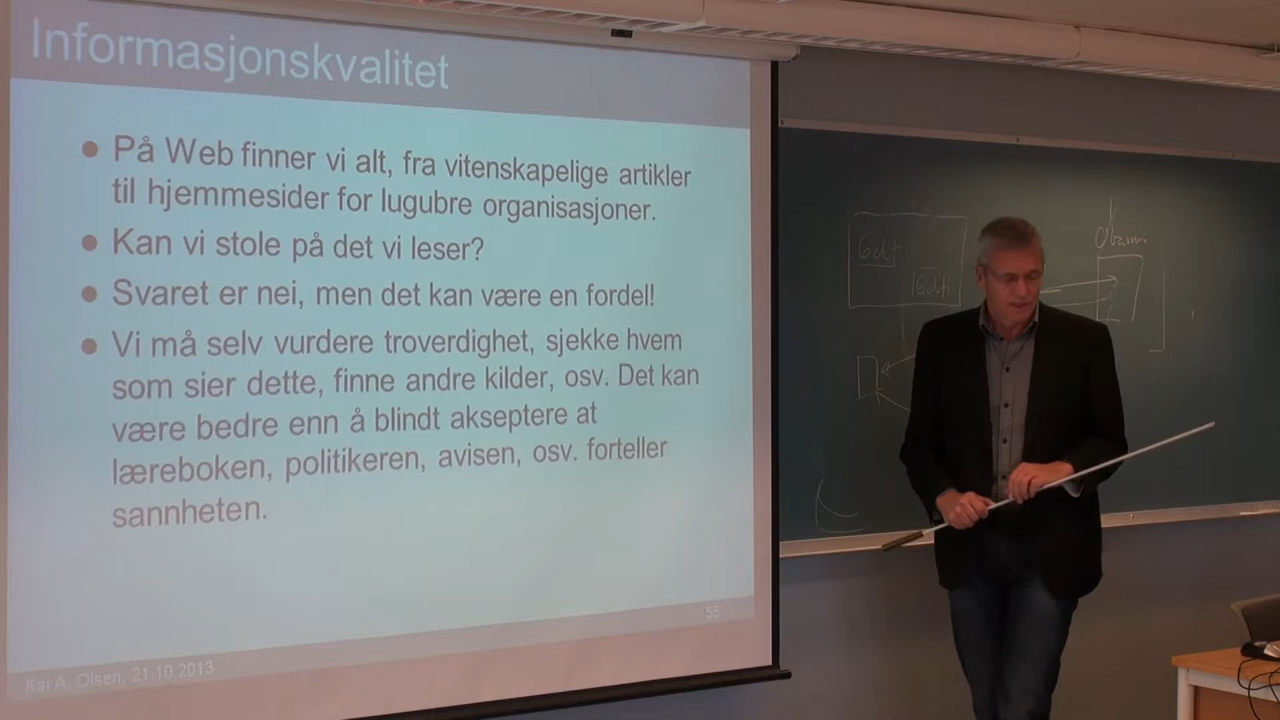 Informasjonskvalitet
På Web finner vi alt, fra vitenskapelige artikler
til hjemmesider for lugubre organisasjoner.
Kan vi stole på det vi leser?
Svaret er nei, men det kan være en fordel!
Vi må selv vurdere troverdighet, sjekke hvem
som sier dette, finne andre kilder, osv. Det kan
være bedre enn å blindt akseptere at
læreboken, politikeren, avisen, osv. forteller
sannheten.
55
Kai A. Olsen, 21.10.2013
6dt
16dt